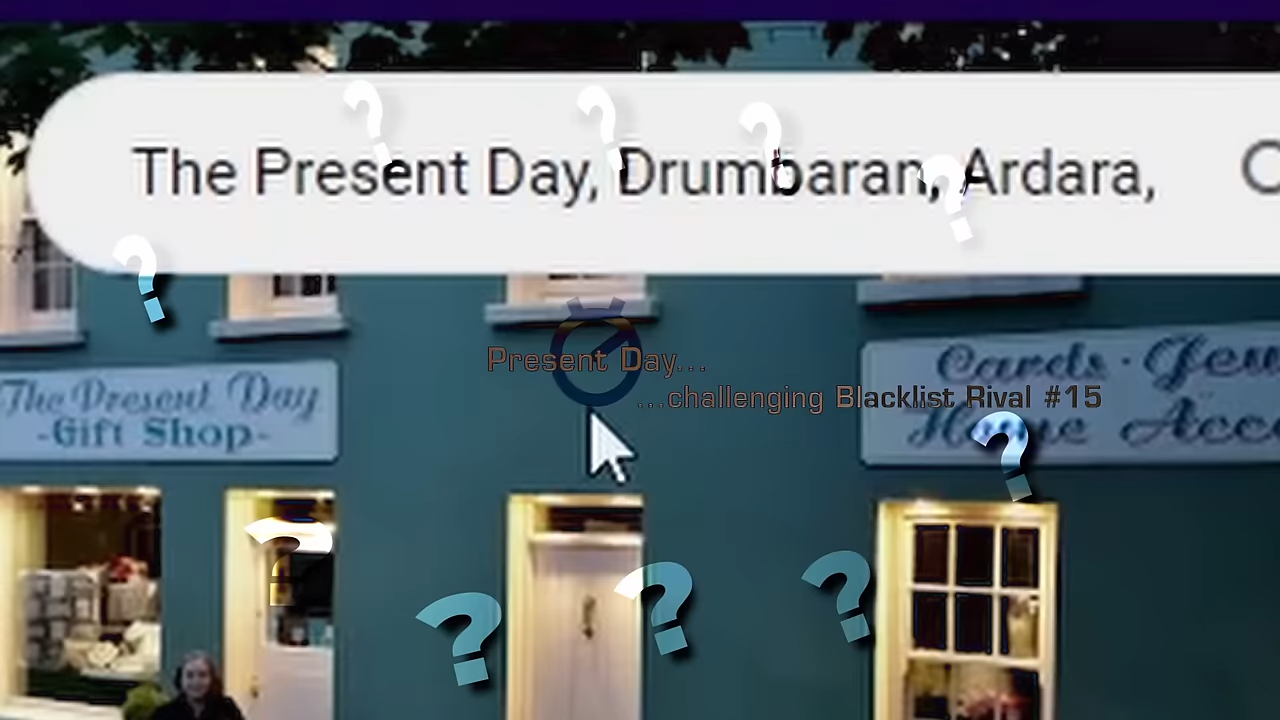 The Present Day, Drumbaran, Ardara,
Present Day...
...challenging Blacklist Rival #15
The Present Day
-Gift Shop-
Cards · Jew
Home Acce
?
?
?
?
?
?
?
?
?
?